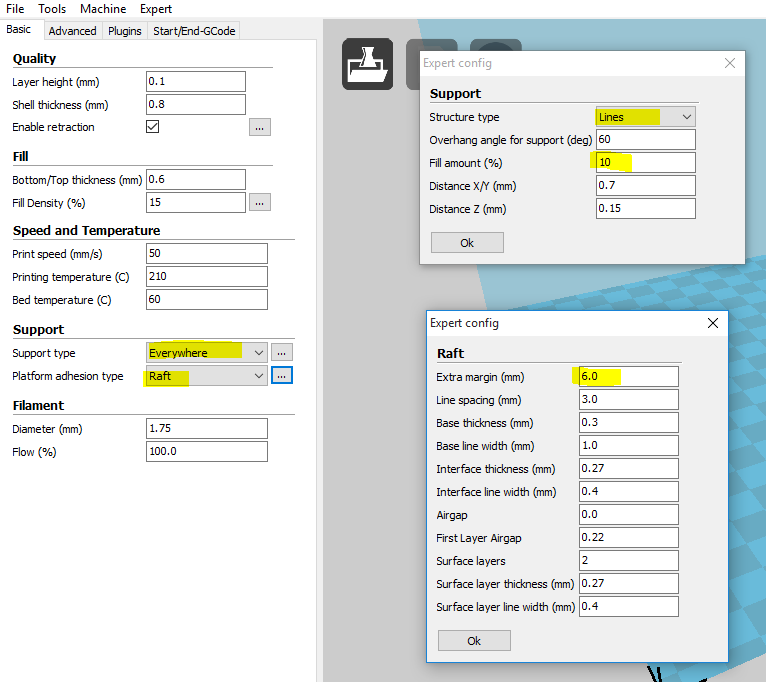 File Tools Machine Expert
Basic Advanced Plugins Start/End-GCode
Quality
Layer height (mm) 0.1
Shell thickness (mm) 0.8
Enable retraction ...
Fill
Bottom/Top thickness (mm) 0.6
Fill Density (%) 15 ...
Speed and Temperature
Print speed (mm/s) 50
Printing temperature (C) 210
Bed temperature (C) 60
Support
Support type Everywhere ...
Platform adhesion type Raft ...
Filament
Diameter (mm) 1.75
Flow (%) 100.0
Expert config
Support
Structure type Lines
Overhang angle for support (deg) 60
Fill amount (%) 10
Distance X/Y (mm) 0.7
Distance Z (mm) 0.15
Ok
Expert config
Raft
Extra margin (mm) 6.0
Line spacing (mm) 3.0
Base thickness (mm) 0.3
Base line width (mm) 1.0
Interface thickness (mm) 0.27
Interface line width (mm) 0.4
Airgap 0.0
First Layer Airgap 0.22
Surface layers 2
Surface layer thickness (mm) 0.27
Surface layer line width (mm) 0.4
Ok